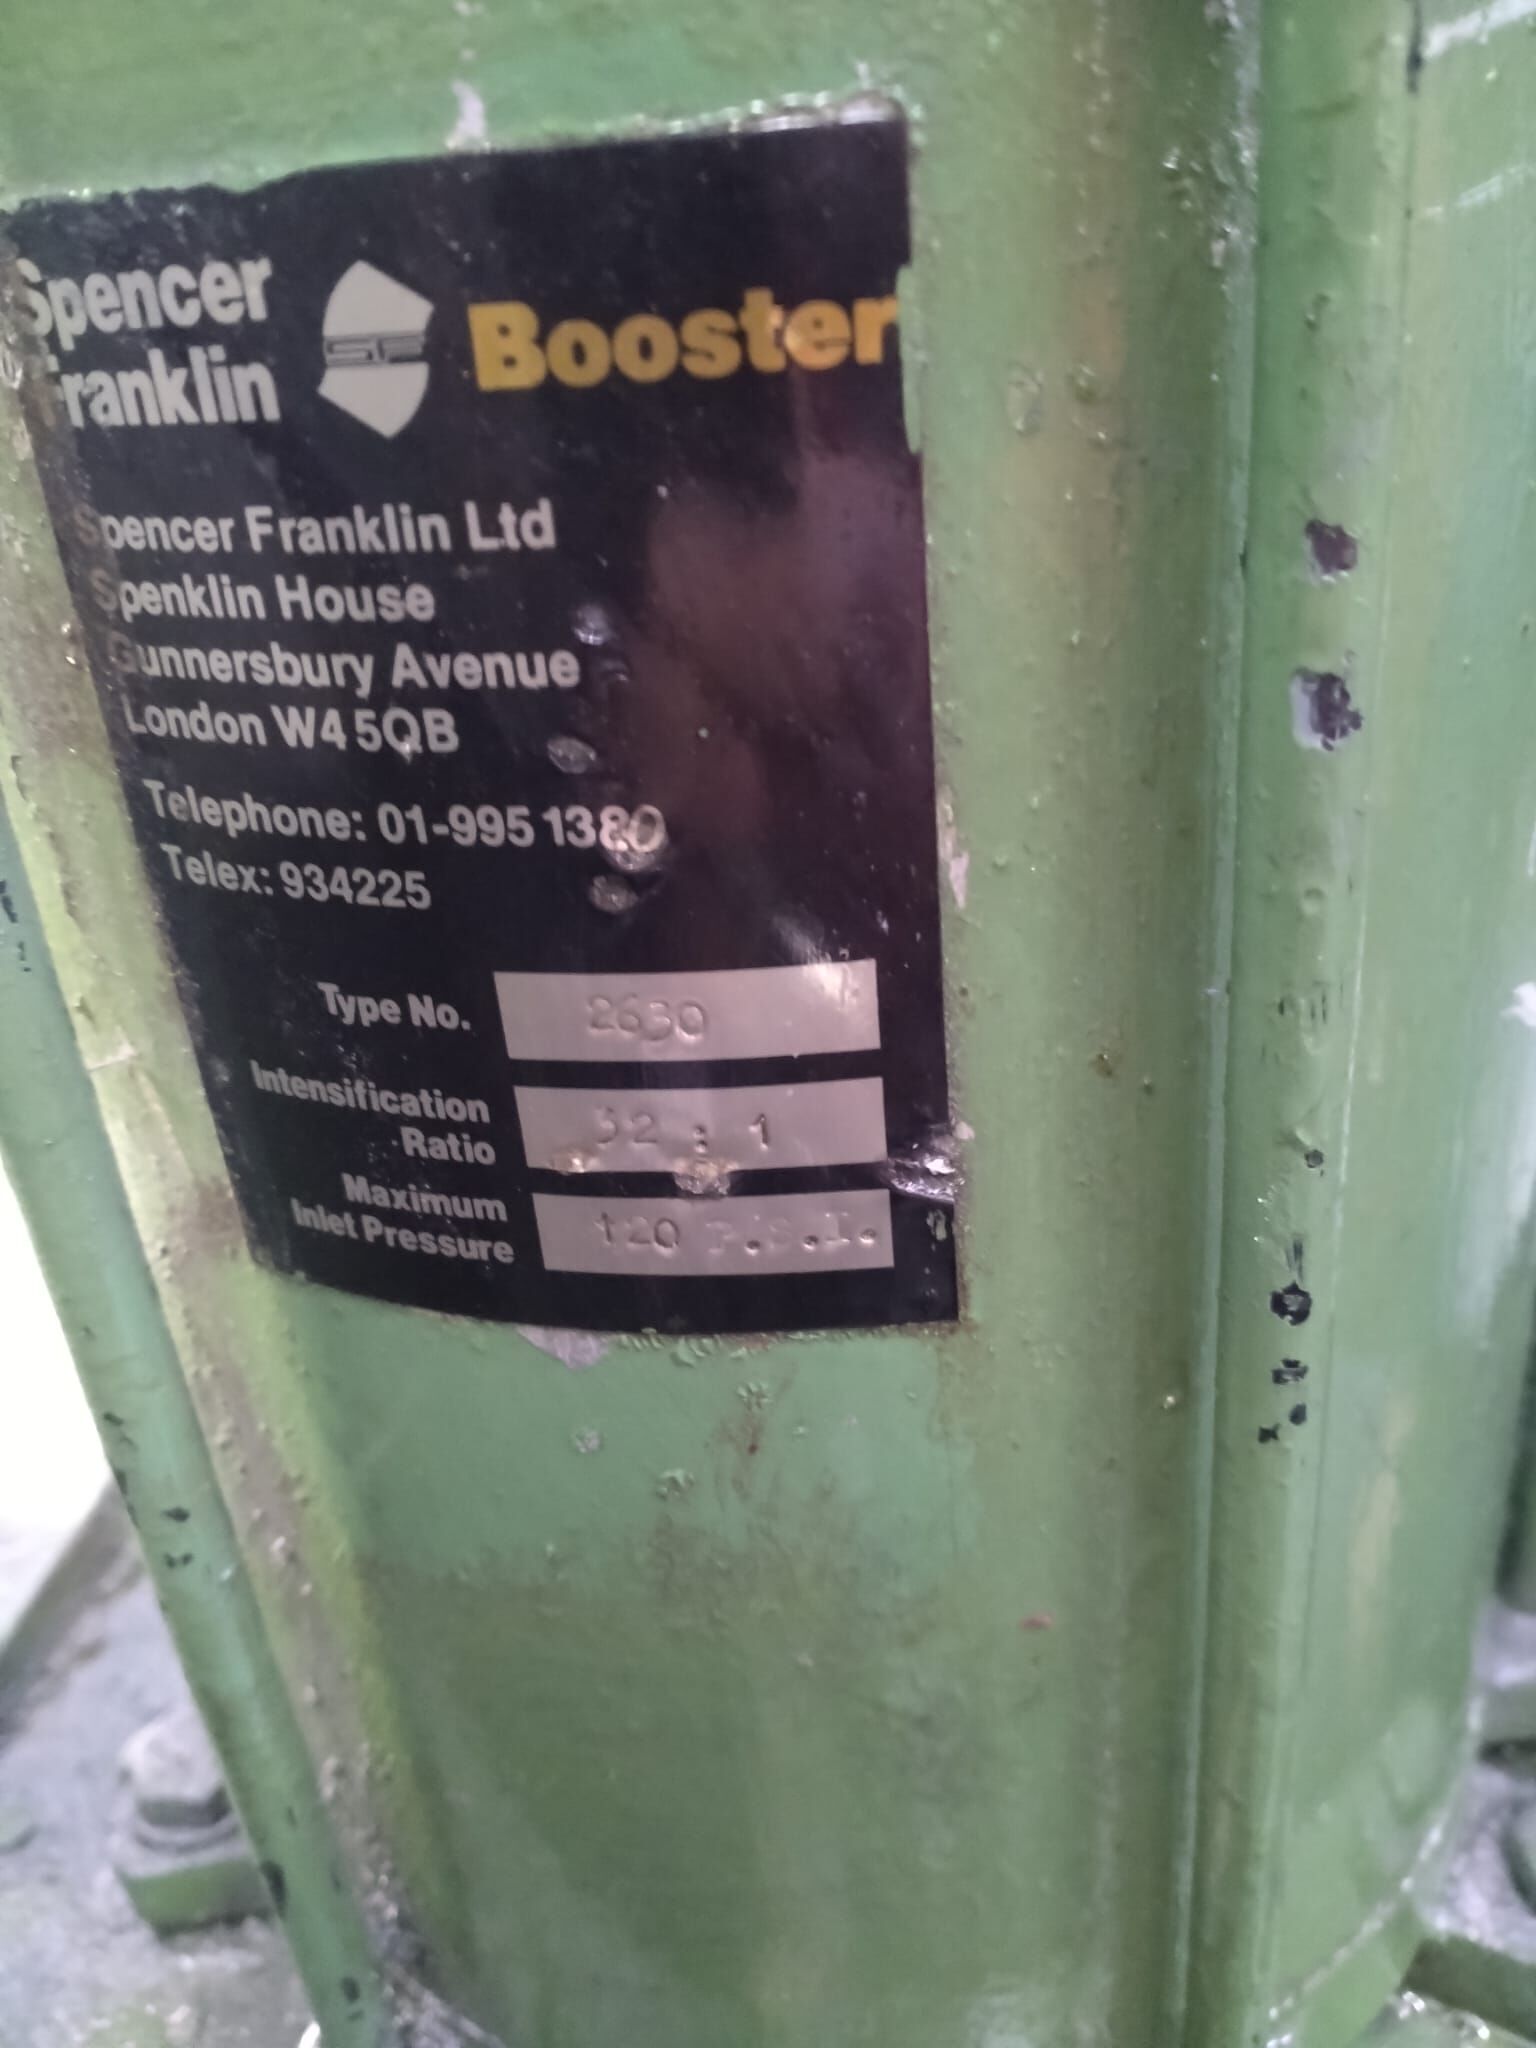 Spencer
Franklin
SF
Booster
Spencer Franklin Ltd
Spenklin House
Gunnersbury Avenue
London W4 5QB
Telephone: 01-995 1380
Telex: 934225
Type No. 2630
Intensification
Ratio 32 : 1
Maximum
Inlet Pressure 120 P.S.I.